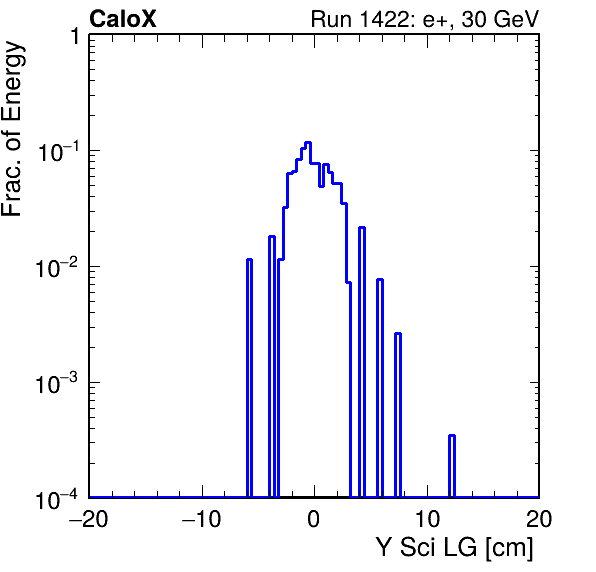 CaloX Run 1422: e+, 30 GeV
Frac. of Energy
1
10⁻¹
10⁻²
10⁻³
10⁻⁴
−20 −10 0 10 20
Y Sci LG [cm]